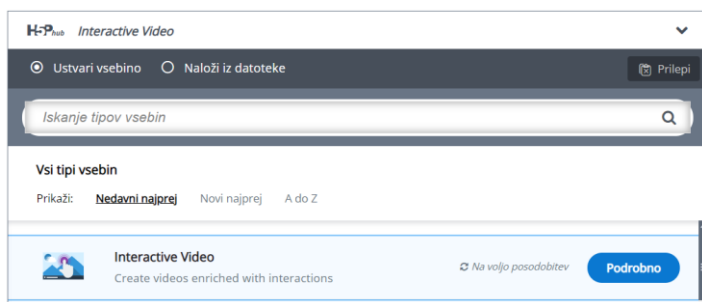 H5P hub Interactive Video
Ustvari vsebino Naloži iz datoteke Prilepi
Iskanje tipov vsebin
Vsi tipi vsebin
Prikaži: Nedavni najprej Novi najprej A do Z
Interactive Video
Create videos enriched with interactions
Na voljo posodobitev Podrobno